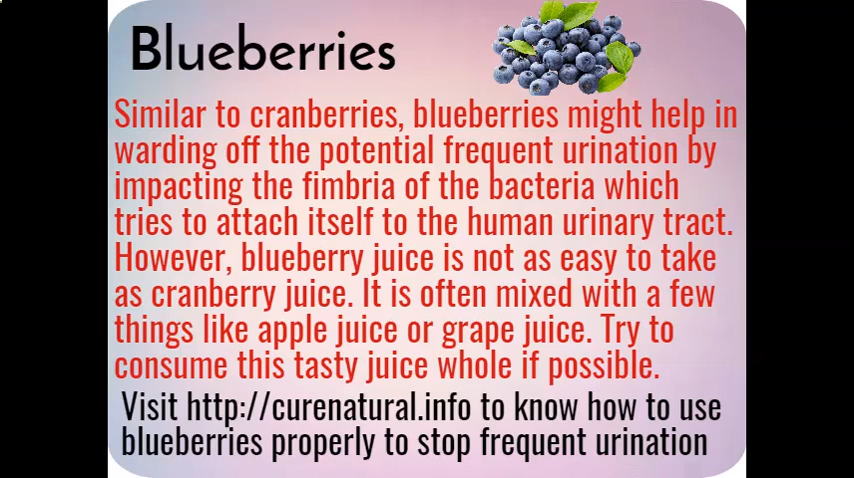 Blueberries
Similar to cranberries, blueberries might help in
warding off the potential frequent urination by
impacting the fimbria of the bacteria which
tries to attach itself to the human urinary tract.
However, blueberry juice is not as easy to take
as cranberry juice. It is often mixed with a few
things like apple juice or grape juice. Try to
consume this tasty juice whole if possible.
Visit http://curenatural.info to know how to use
blueberries properly to stop frequent urination